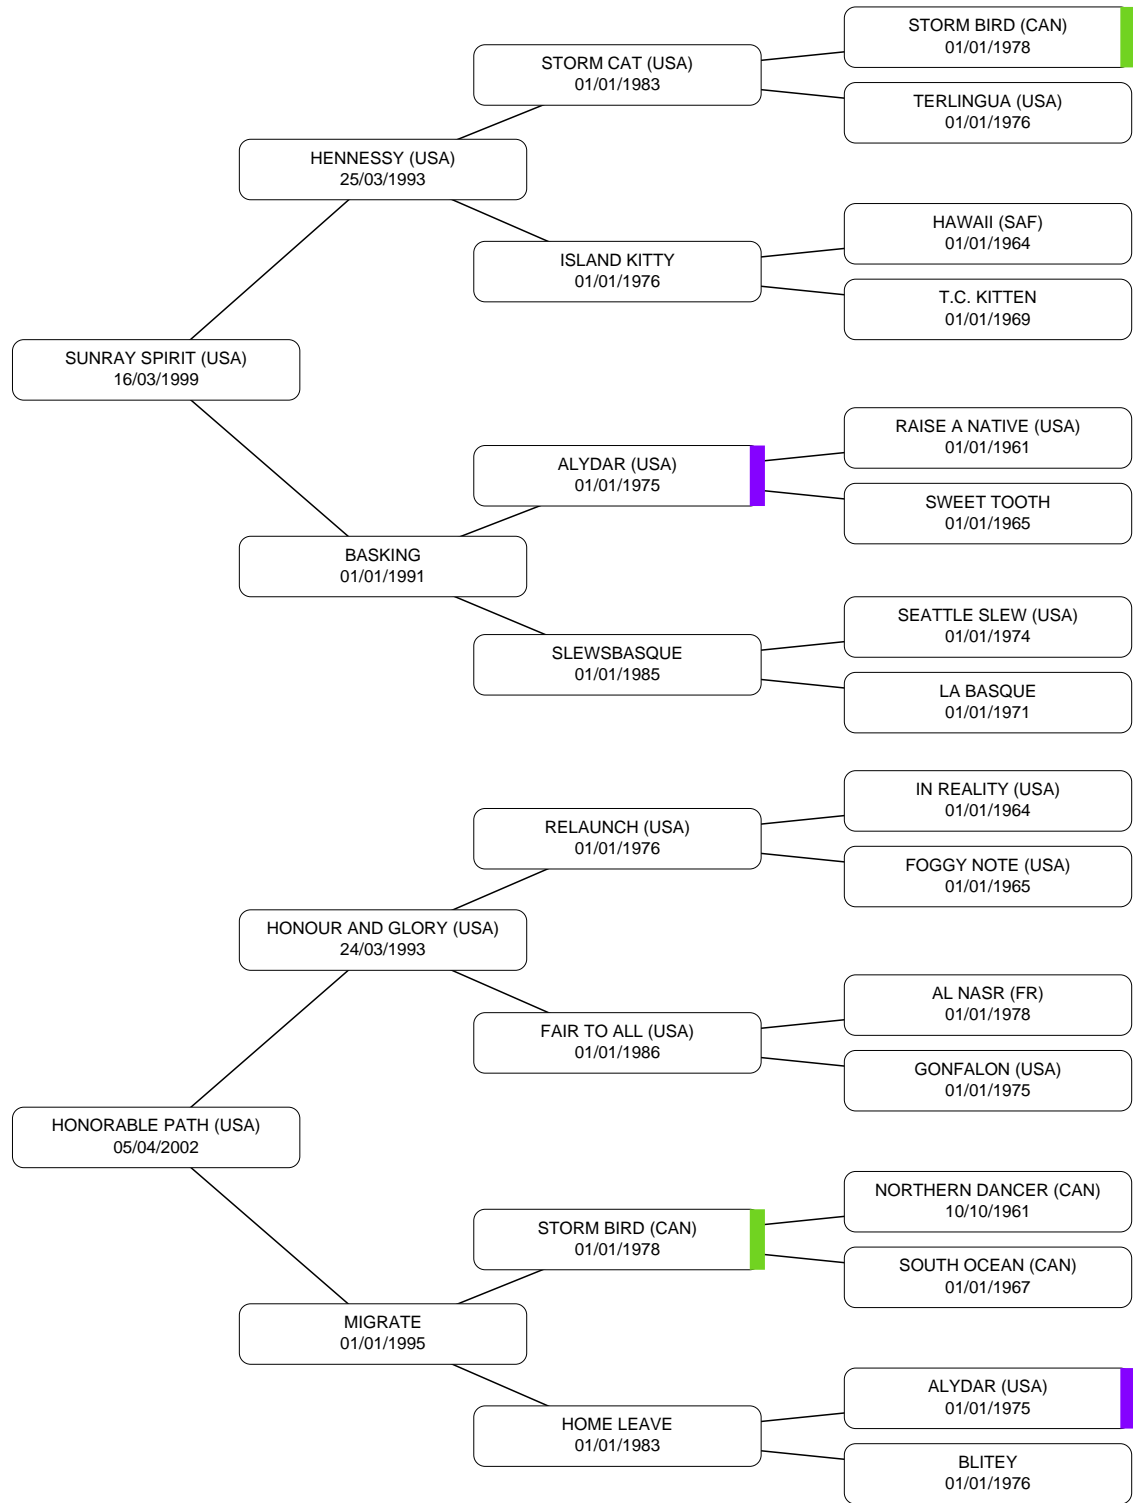 STORM BIRD (CAN)
01/01/1978
STORM CAT (USA)
01/01/1983
TERLINGUA (USA)
01/01/1976
HENNESSY (USA)
25/03/1993
HAWAII (SAF)
01/01/1964
ISLAND KITTY
01/01/1976
T.C. KITTEN
01/01/1969
SUNRAY SPIRIT (USA)
16/03/1999
RAISE A NATIVE (USA)
01/01/1961
ALYDAR (USA)
01/01/1975
SWEET TOOTH
01/01/1965
BASKING
01/01/1991
SEATTLE SLEW (USA)
01/01/1974
SLEWSBASQUE
01/01/1985
LA BASQUE
01/01/1971
IN REALITY (USA)
01/01/1964
RELAUNCH (USA)
01/01/1976
FOGGY NOTE (USA)
01/01/1965
HONOUR AND GLORY (USA)
24/03/1993
AL NASR (FR)
01/01/1978
FAIR TO ALL (USA)
01/01/1986
GONFALON (USA)
01/01/1975
HONORABLE PATH (USA)
05/04/2002
NORTHERN DANCER (CAN)
10/10/1961
STORM BIRD (CAN)
01/01/1978
SOUTH OCEAN (CAN)
01/01/1967
MIGRATE
01/01/1995
ALYDAR (USA)
01/01/1975
HOME LEAVE
01/01/1983
BLITEY
01/01/1976